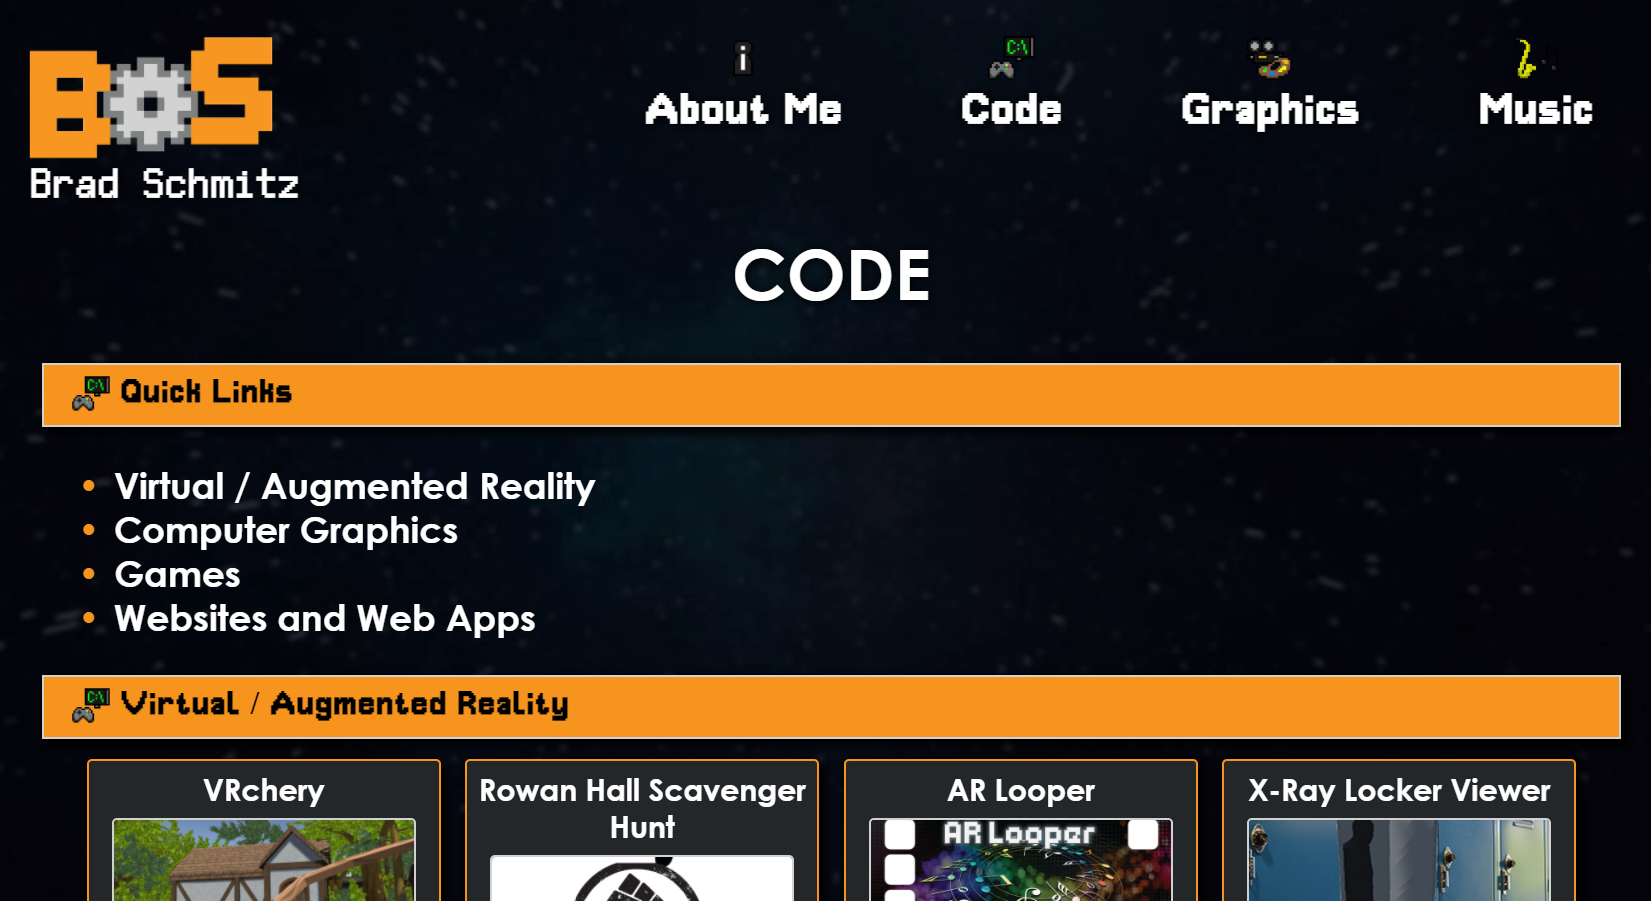 BOS
Brad Schmitz
About Me
Code
Graphics
Music
CODE
Quick Links
Virtual / Augmented Reality
Computer Graphics
Games
Websites and Web Apps
Virtual / Augmented Reality
VRchery
Rowan Hall Scavenger
Hunt
AR Looper
AR Looper
X-Ray Locker Viewer